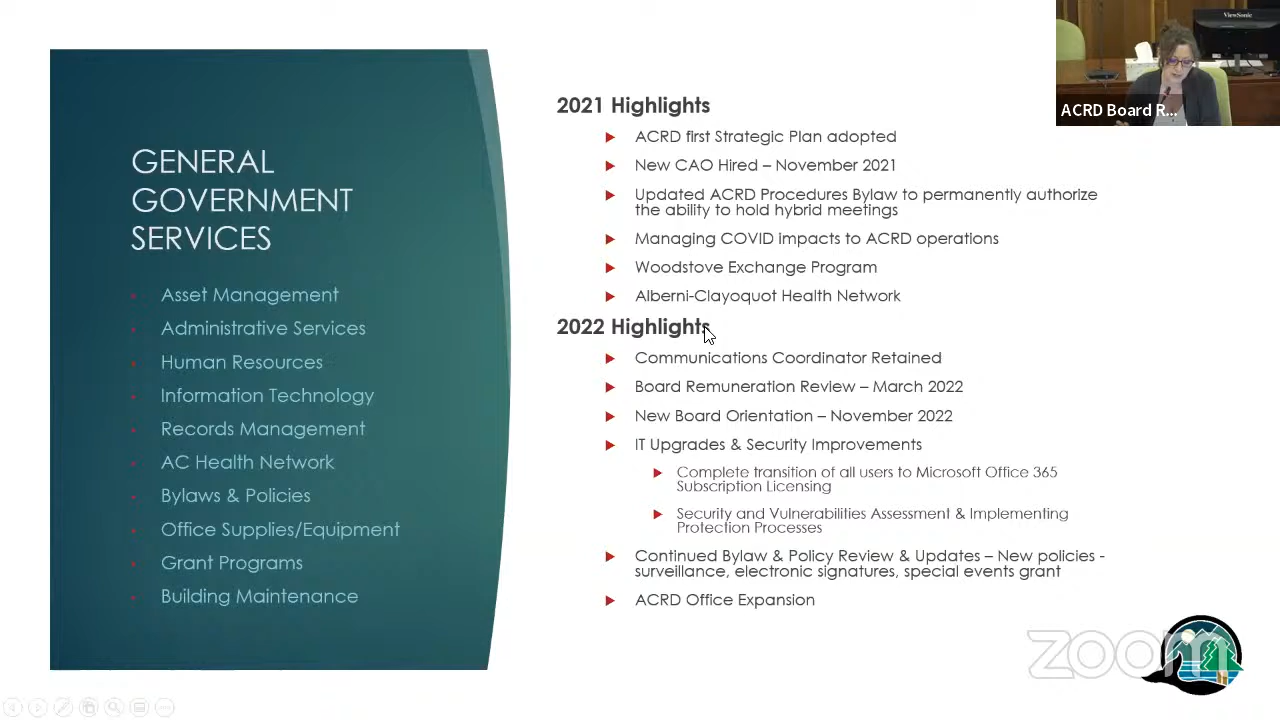 ViewSonic
ACRD Board R...
GENERAL
GOVERNMENT
SERVICES
Asset Management
Administrative Services
Human Resources
Information Technology
Records Management
AC Health Network
Bylaws & Policies
Office Supplies/Equipment
Grant Programs
Building Maintenance
2021 Highlights
ACRD first Strategic Plan adopted
New CAO Hired – November 2021
Updated ACRD Procedures Bylaw to permanently authorize
the ability to hold hybrid meetings
Managing COVID impacts to ACRD operations
Woodstove Exchange Program
Alberni-Clayoquot Health Network
2022 Highlights
Communications Coordinator Retained
Board Remuneration Review – March 2022
New Board Orientation – November 2022
IT Upgrades & Security Improvements
Complete transition of all users to Microsoft Office 365
Subscription Licensing
Security and Vulnerabilities Assessment & Implementing
Protection Processes
Continued Bylaw & Policy Review & Updates – New policies -
surveillance, electronic signatures, special events grant
ACRD Office Expansion
zoom